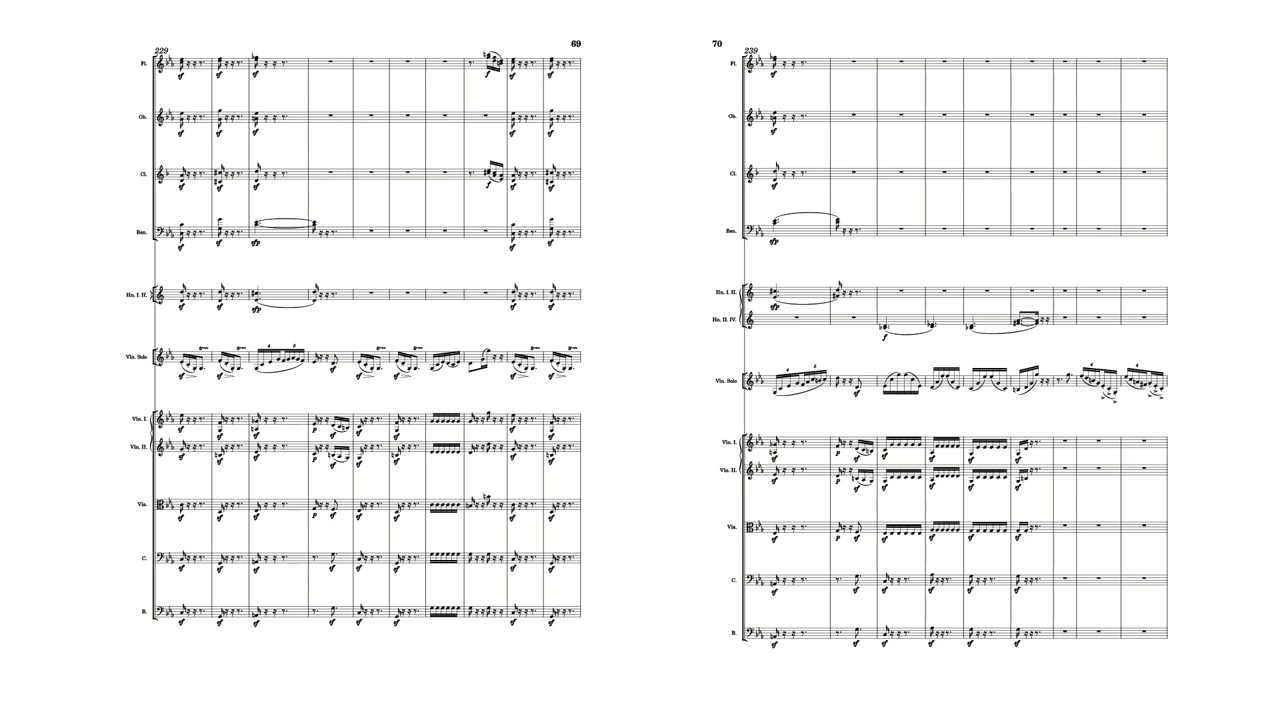 69
229
Fl.
Ob.
Cl.
Bsn.
Hn. I. II.
Vln. Solo
Vln. I.
Vln. II.
Vla.
C.
B.
70
239
Fl.
Ob.
Cl.
Bsn.
Hn. I. II
Hn. II. IV.
Vln. Solo
Vln. I.
Vln. II.
Vla.
C.
B.